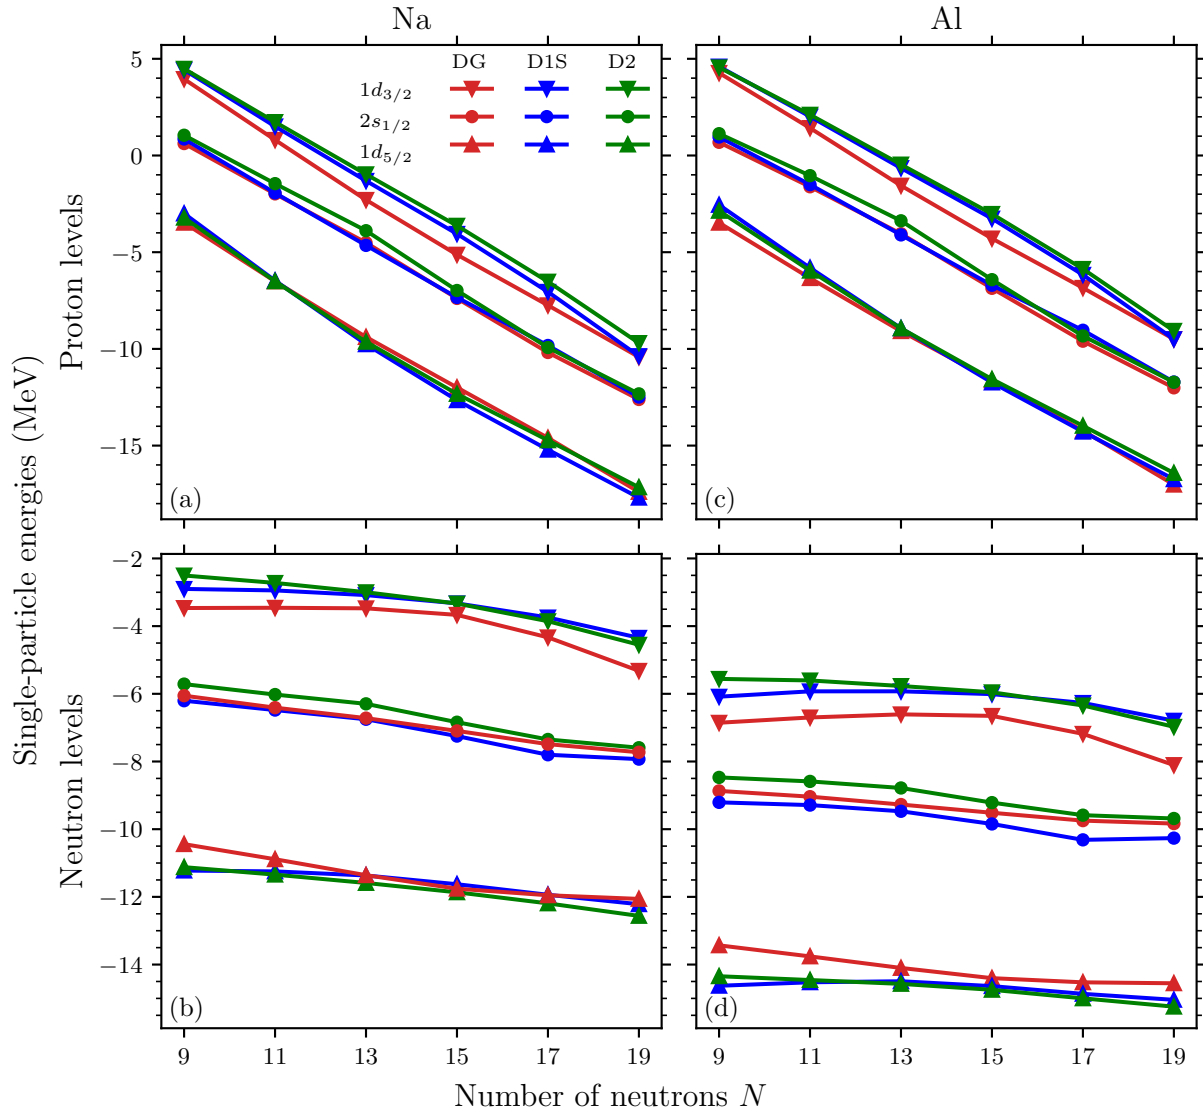 Na
Al
DG D1S D2
1d3/2
2s1/2
1d5/2
5
0
−5
−10
−15
(a)
(c)
Proton levels
Single-particle energies (MeV)
Neutron levels
−2
−4
−6
−8
−10
−12
−14
(b)
(d)
9 11 13 15 17 19
9 11 13 15 17 19
Number of neutrons N